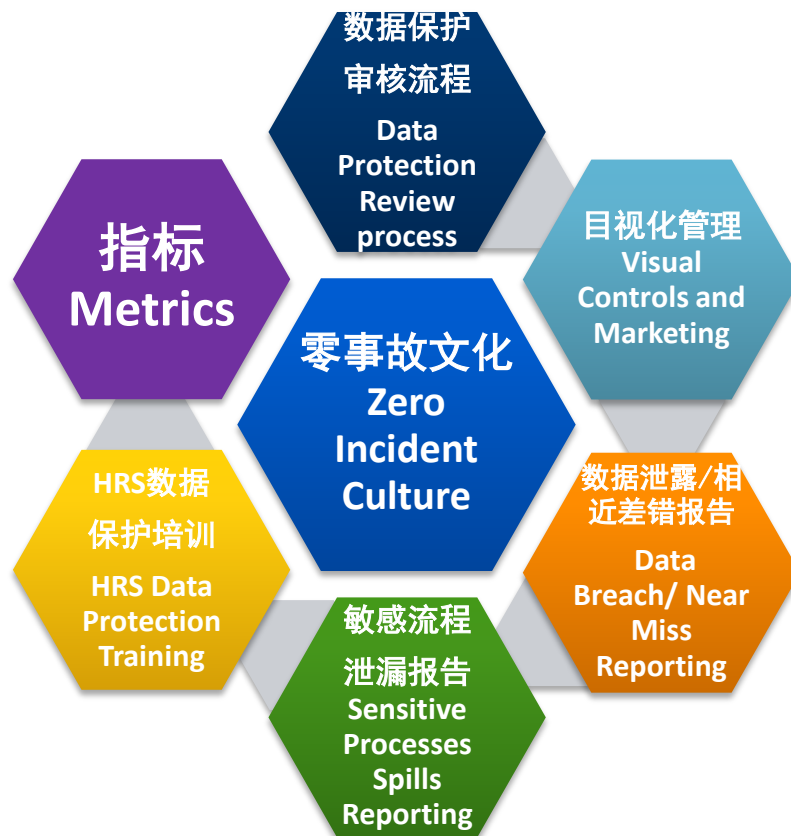 数据保护
审核流程
Data
Protection
Review
process
目视化管理
Visual
Controls and
Marketing
数据泄露/相
近差错报告
Data
Breach/ Near
Miss
Reporting
敏感流程
泄漏报告
Sensitive
Processes
Spills
Reporting
HRS数据
保护培训
HRS Data
Protection
Training
指标
Metrics
零事故文化
Zero
Incident
Culture